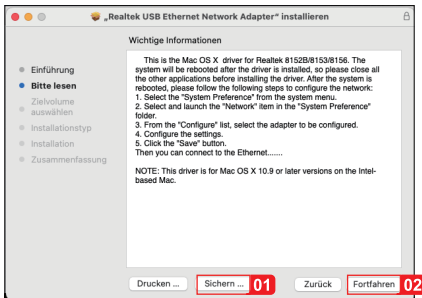 „Realtek USB Ethernet Network Adapter“ installieren
Wichtige Informationen
Einführung
Bitte lesen
Zielvolume
auswählen
Installationstyp
Installation
Zusammenfassung
This is the Mac OS X driver for Realtek 8152B/8153/8156. The
system will be rebooted after the driver is installed, so please close all
the other applications before installing the driver. After the system is
rebooted, please follow the following steps to configure the network:
1. Select the "System Preference" from the system menu.
2. Select and launch the "Network" item in the "System Preference"
folder.
3. From the "Configure" list, select the adapter to be configured.
4. Configure the settings.
5. Click the "Save" button.
Then you can connect to the Ethernet.......
NOTE: This driver is for Mac OS X 10.9 or later versions on the Intel-
based Mac.
Drucken ... Sichern ... 01 Zurück Fortfahren 02